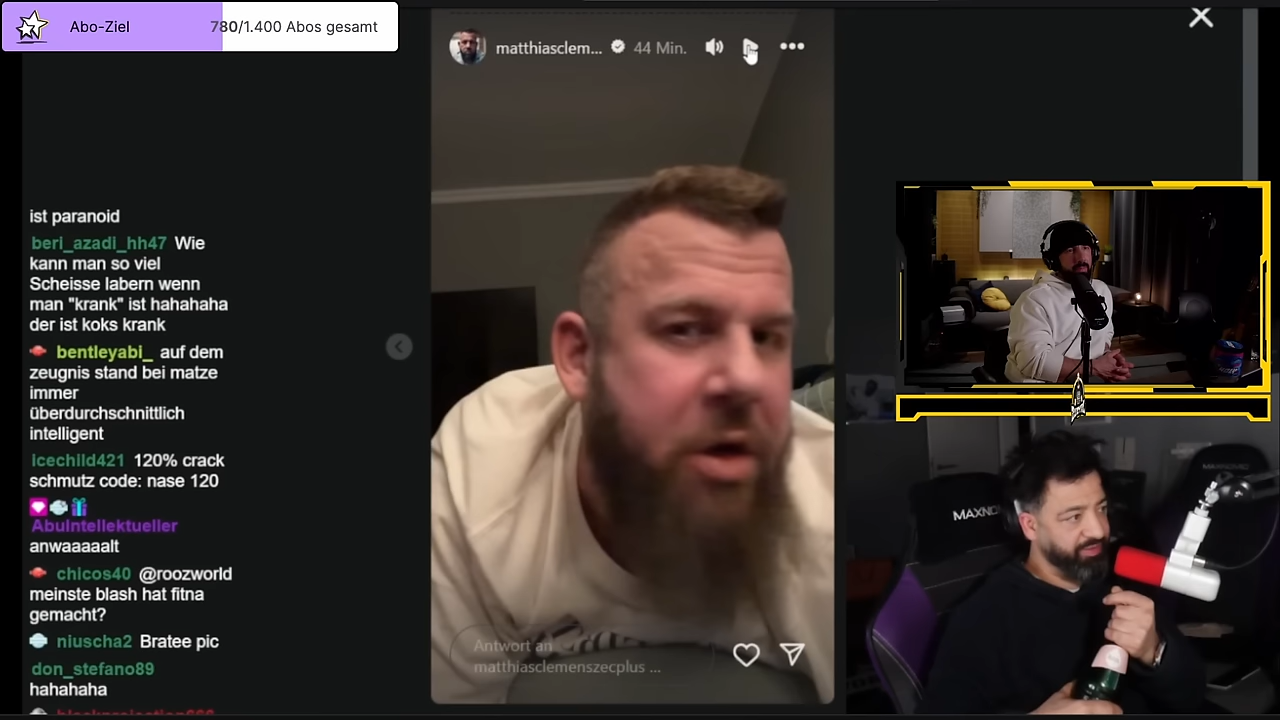 Abo-Ziel 780/1.400 Abos gesamt
matthiasclem... 44 Min.
ist paranoid
beri_azadi_hh47 Wie
kann man so viel
Scheisse labern wenn
man "krank" ist hahahaha
der ist koks krank
bentleyabi_ auf dem
zeugnis stand bei matze
immer
überdurchschnittlich
intelligent
Icechild421 120% crack
schmutz code: nase 120
AbuIntellektueller
anwaaaaalt
chicos40 @roozworld
meinste blash hat fitna
gemacht?
niuscha2 Bratee pic
don_stefano89
hahahaha
Antwort an
matthiasclemenszecplus ...
MAXNOMIC